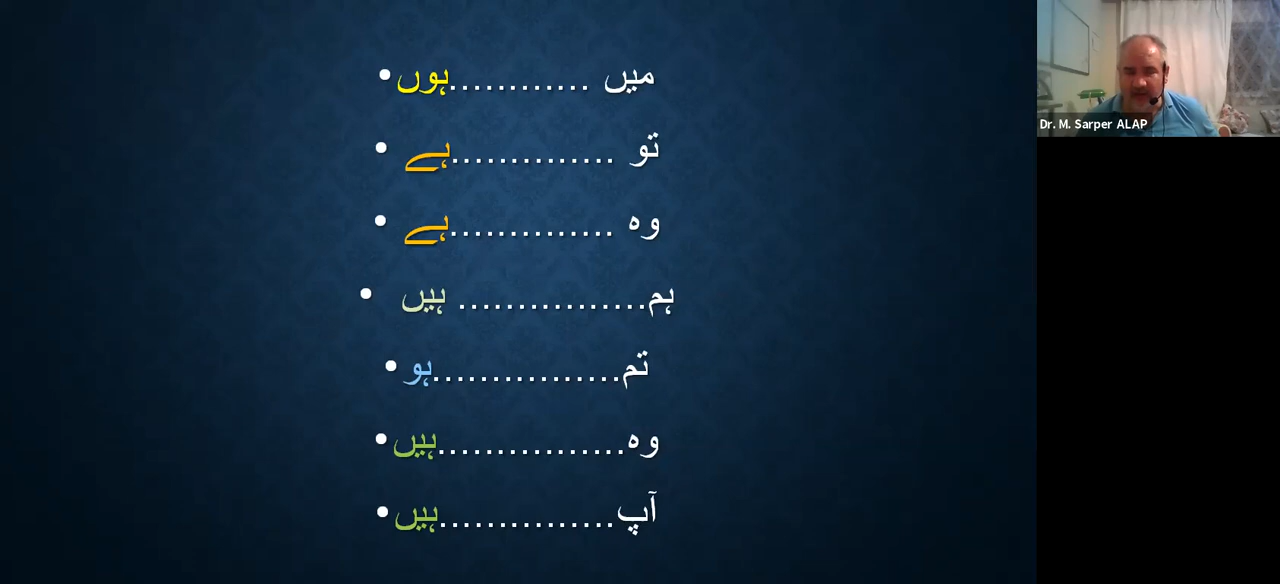 میں ............ہوں
تو ..............ہے
وہ ..............ہے
ہم................ ہیں
تم................ہو
وہ................ہیں
آپ...............ہیں
Dr. M. Sarper ALAP